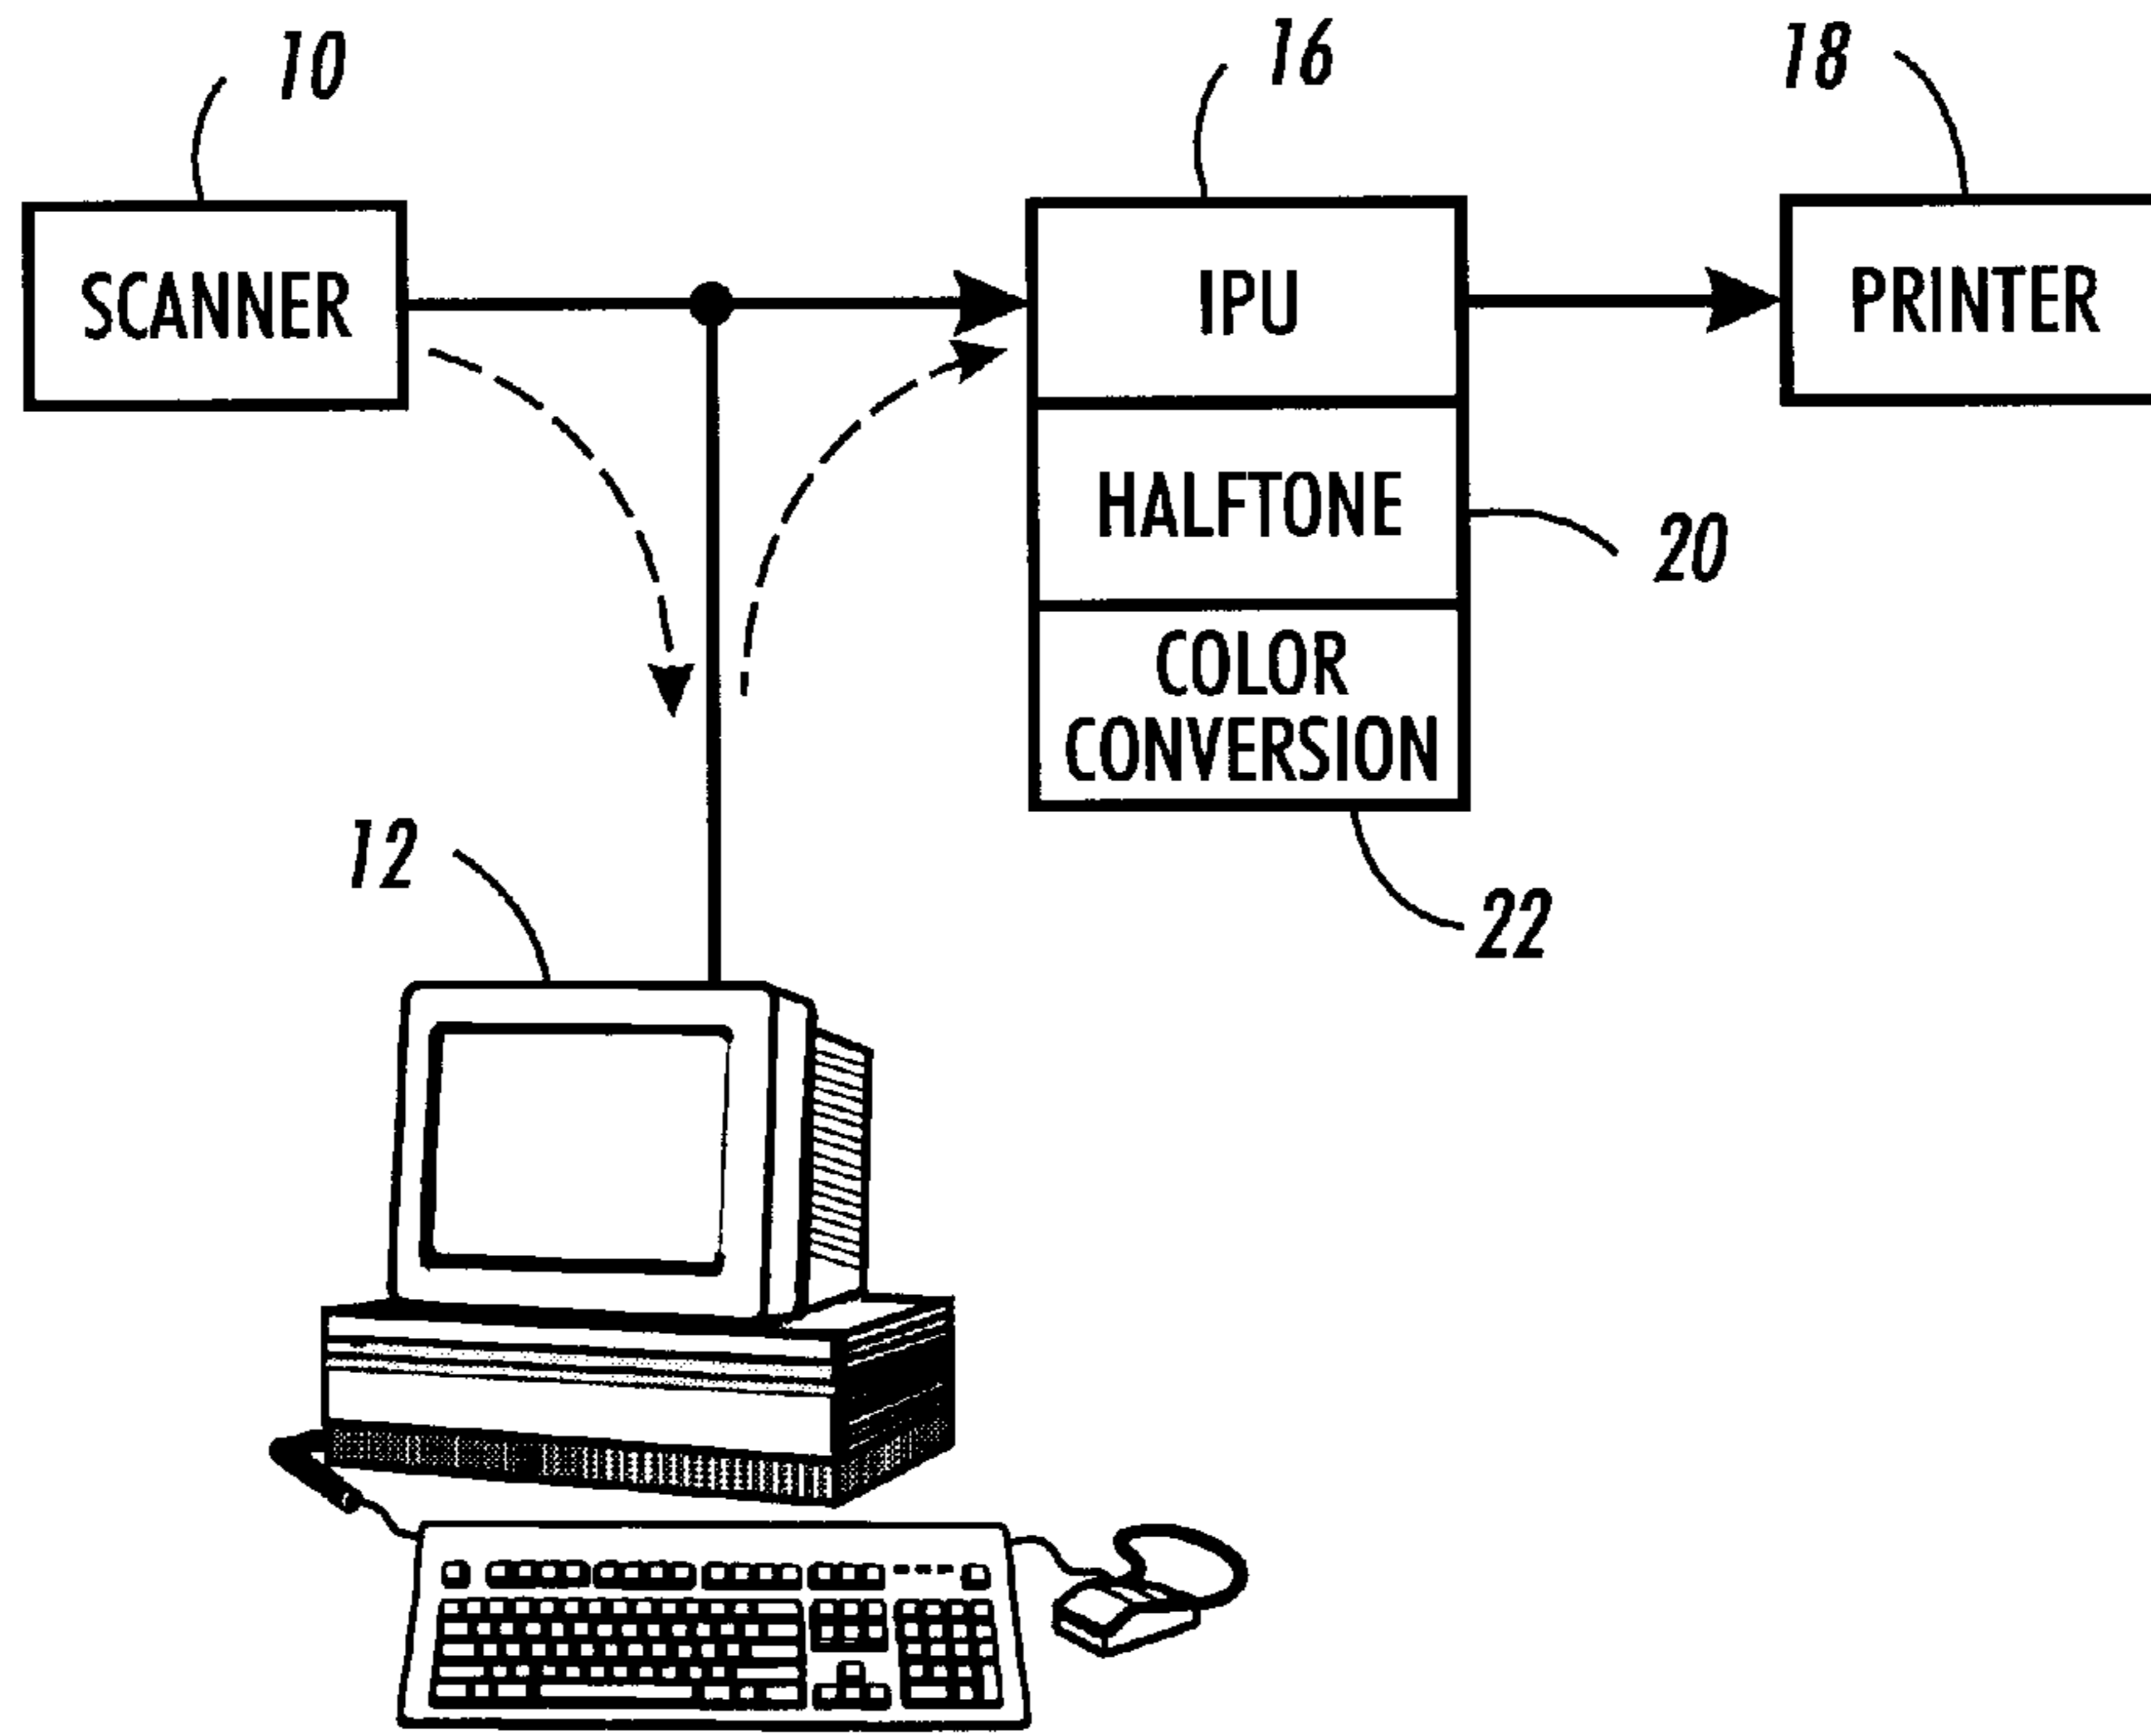 10
16
18
SCANNER
IPU
PRINTER
HALFTONE
20
COLOR
CONVERSION
12
22